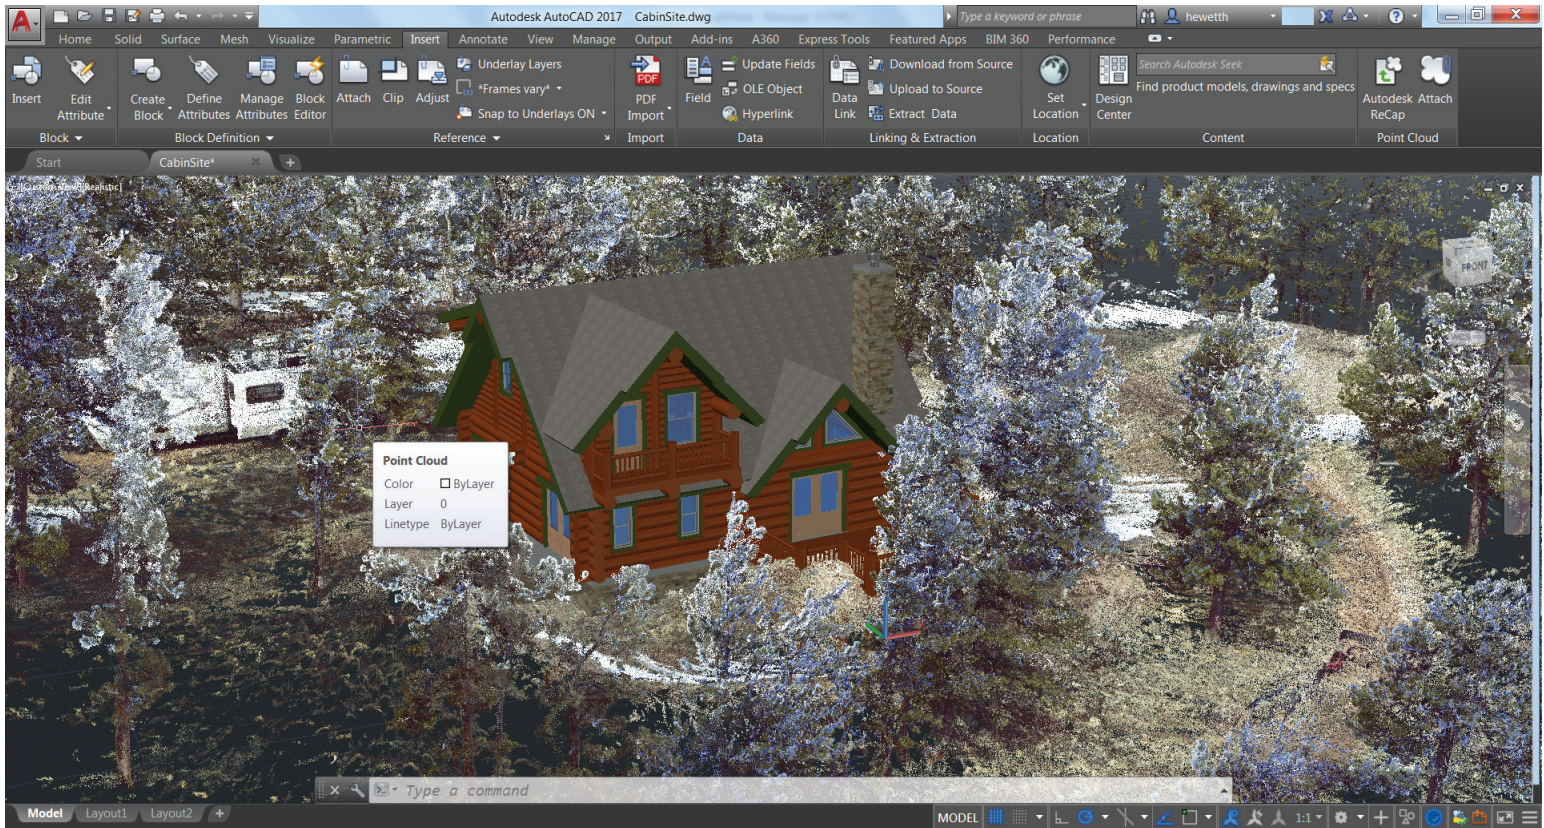 Autodesk AutoCAD 2017 CabinSite.dwg
Type a keyword or phrase
hewetth
Home Solid Surface Mesh Visualize Parametric Insert Annotate View Manage Output Add-ins A360 Express Tools Featured Apps BIM 360 Performance
Insert
Edit
Attribute
Create
Block
Define
Attributes
Manage
Attributes
Block
Editor
Attach
Clip
Adjust
Underlay Layers
*Frames vary*
Snap to Underlays ON
PDF
PDF
Import
Field
Update Fields
OLE Object
Hyperlink
Data
Link
Download from Source
Upload to Source
Extract Data
Set
Location
Design
Center
Search Autodesk Seek
Find product models, drawings and specs
Autodesk
ReCap
Attach
Block
Block Definition
Reference
Import
Data
Linking & Extraction
Location
Content
Point Cloud
Start
CabinSite*
FRONT
Point Cloud
Color ByLayer
Layer 0
Linetype ByLayer
Type a command
Model Layout1 Layout2
MODEL
1:1